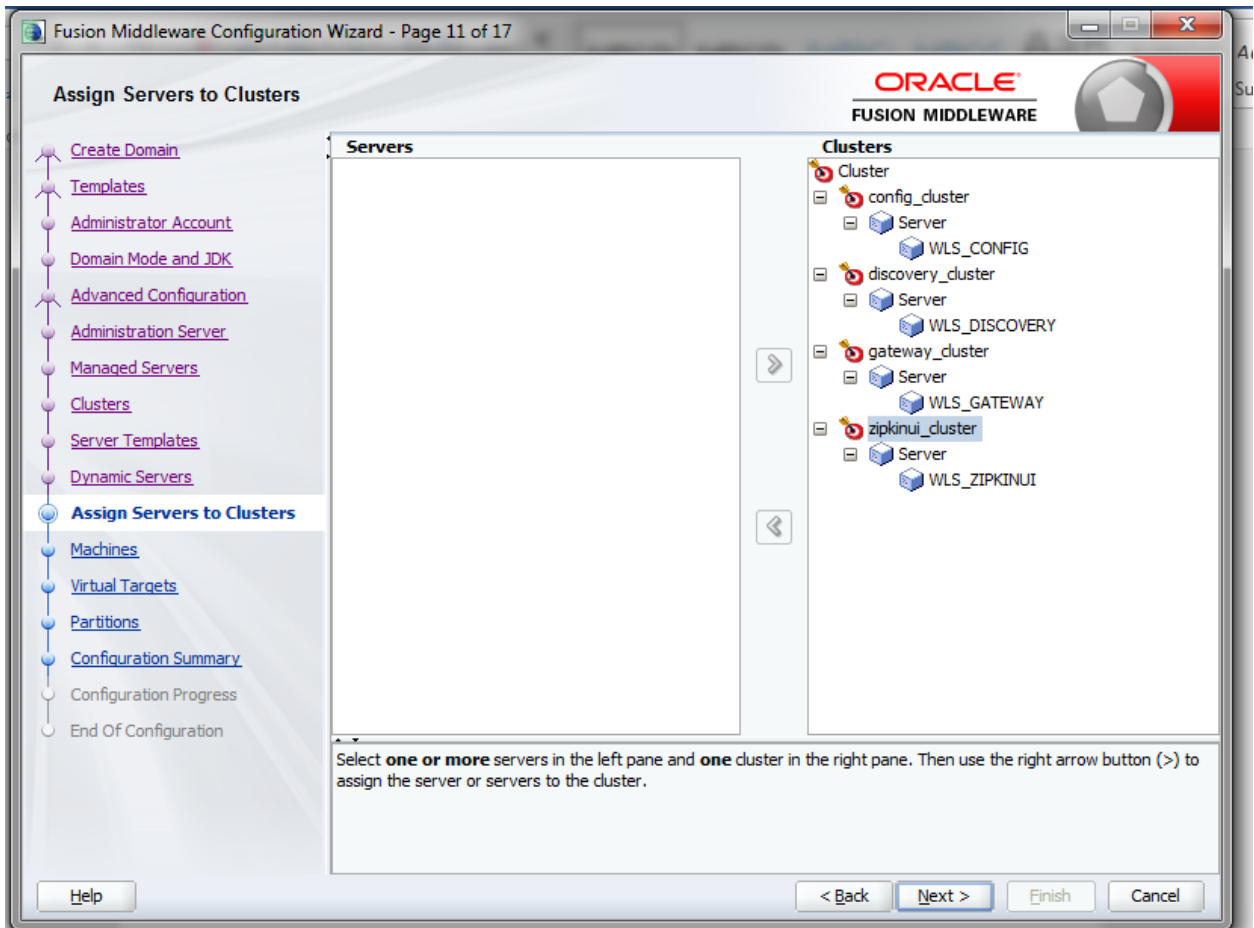 Fusion Middleware Configuration Wizard - Page 11 of 17
Assign Servers to Clusters
ORACLE
FUSION MIDDLEWARE
Create Domain
Templates
Administrator Account
Domain Mode and JDK
Advanced Configuration
Administration Server
Managed Servers
Clusters
Server Templates
Dynamic Servers
Assign Servers to Clusters
Machines
Virtual Targets
Partitions
Configuration Summary
Configuration Progress
End Of Configuration
Servers
Clusters
Cluster
config_cluster
Server
WLS_CONFIG
discovery_cluster
Server
WLS_DISCOVERY
gateway_cluster
Server
WLS_GATEWAY
zipkinui_cluster
Server
WLS_ZIPKINUI
Select one or more servers in the left pane and one cluster in the right pane. Then use the right arrow button (>) to
assign the server or servers to the cluster.
Help
< Back
Next >
Finish
Cancel